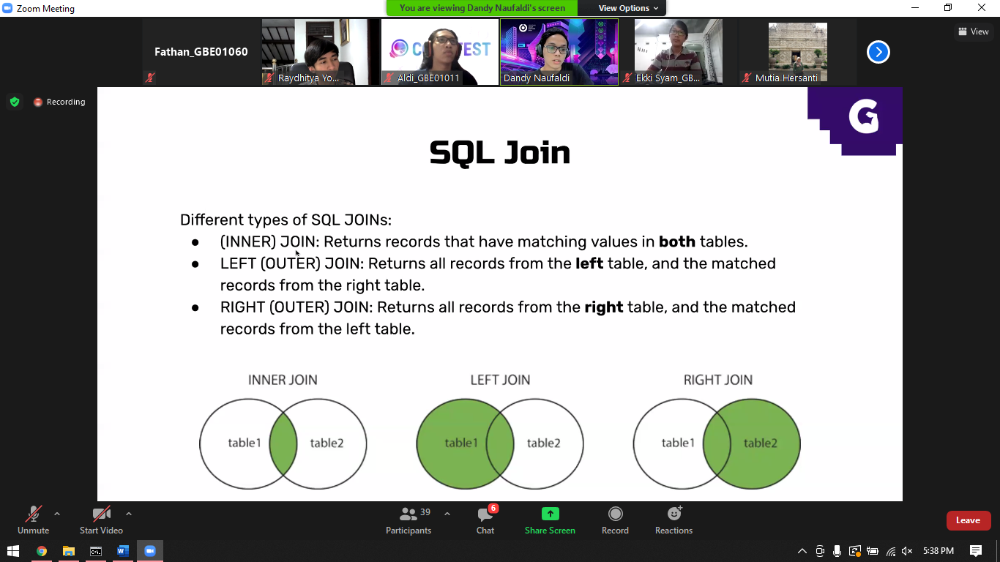 Zoom Meeting
You are viewing Dandy Naufaldi's screen
View Options
Fathan_GBE01060
Raydhitya Yo...
Aldi_GBE01011
Dandy Naufaldi
Ekki Syam_GB...
Mutia Hersanti
View
Recording
G
SQL Join
Different types of SQL JOINs:
● (INNER) JOIN: Returns records that have matching values in both tables.
● LEFT (OUTER) JOIN: Returns all records from the left table, and the matched
records from the right table.
● RIGHT (OUTER) JOIN: Returns all records from the right table, and the matched
records from the left table.
INNER JOIN
LEFT JOIN
RIGHT JOIN
table1
table2
table1
table2
table1
table2
Unmute
Start Video
39
Participants
6
Chat
Share Screen
Record
Reactions
Leave
5:38 PM